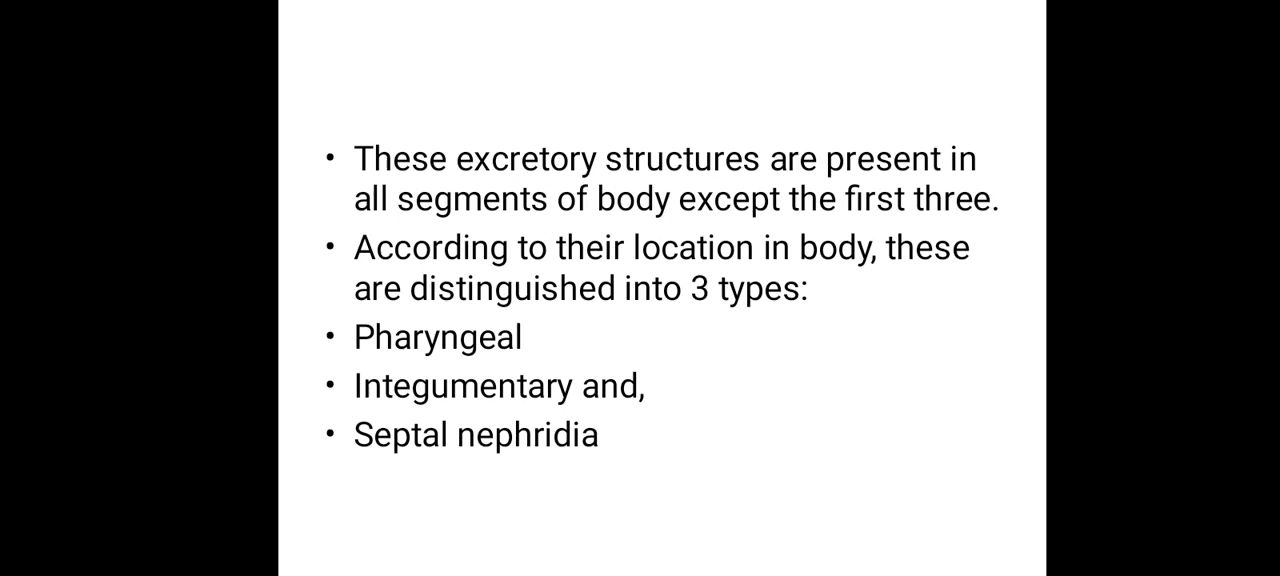 • These excretory structures are present in
all segments of body except the first three.
• According to their location in body, these
are distinguished into 3 types:
• Pharyngeal
• Integumentary and,
• Septal nephridia